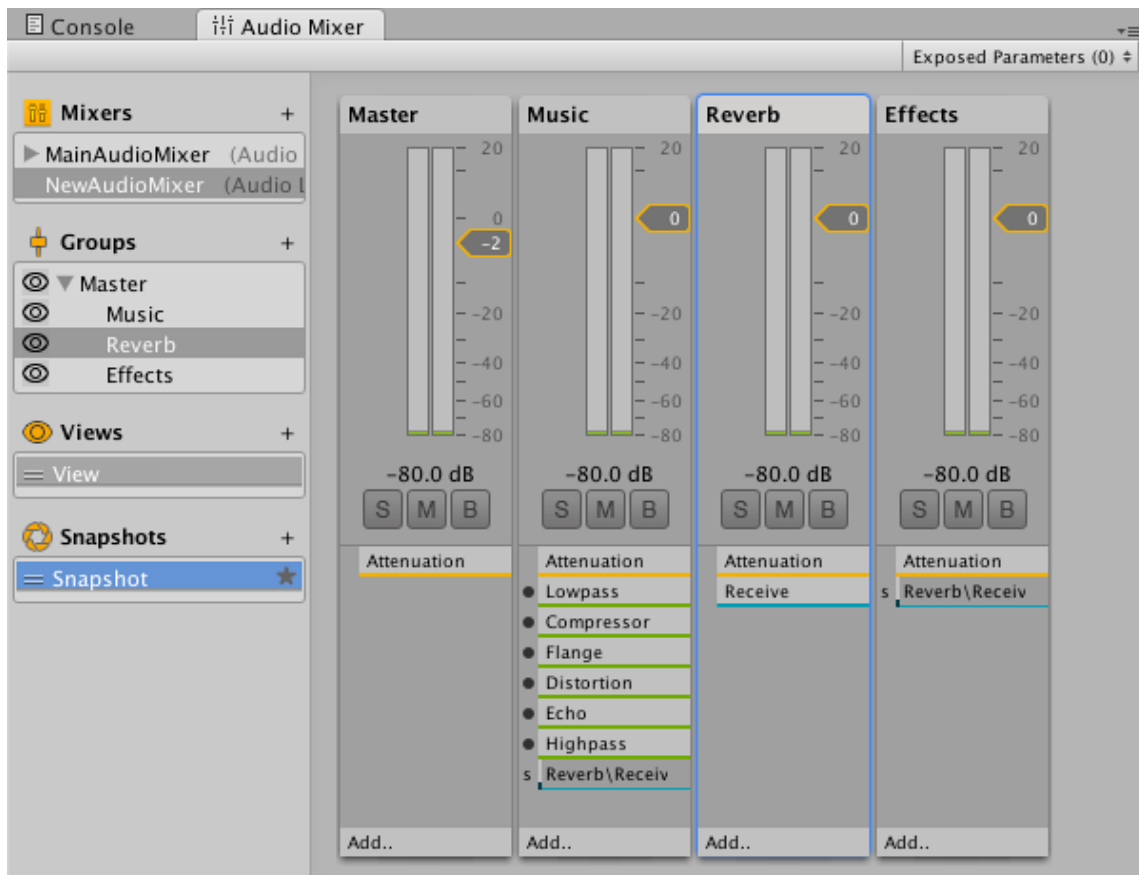 Console
Audio Mixer
Exposed Parameters (0)
Mixers +
MainAudioMixer (Audio
NewAudioMixer (Audio L
Groups +
Master
Music
Reverb
Effects
Views +
View
Snapshots +
Snapshot
Master
20
0
-2
-20
-40
-60
-80
-80.0 dB
S M B
Attenuation
Add..
Music
20
0
-20
-40
-60
-80
-80.0 dB
S M B
Attenuation
Lowpass
Compressor
Flange
Distortion
Echo
Highpass
s Reverb\Receiv
Add..
Reverb
20
0
-20
-40
-60
-80
-80.0 dB
S M B
Attenuation
Receive
Add..
Effects
20
0
-20
-40
-60
-80
-80.0 dB
S M B
Attenuation
s Reverb\Receiv
Add..